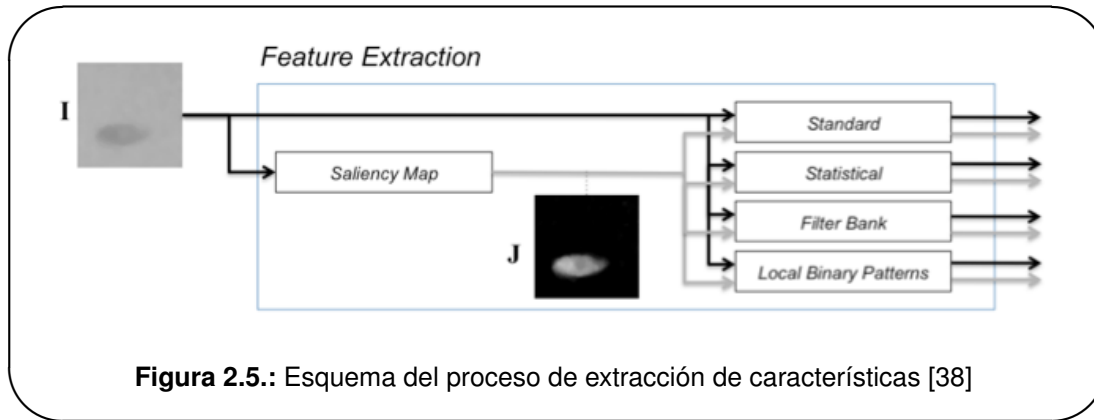 Feature Extraction
I
Standard
Saliency Map
Statistical
Filter Bank
J
Local Binary Patterns
Figura 2.5.: Esquema del proceso de extracción de características [38]